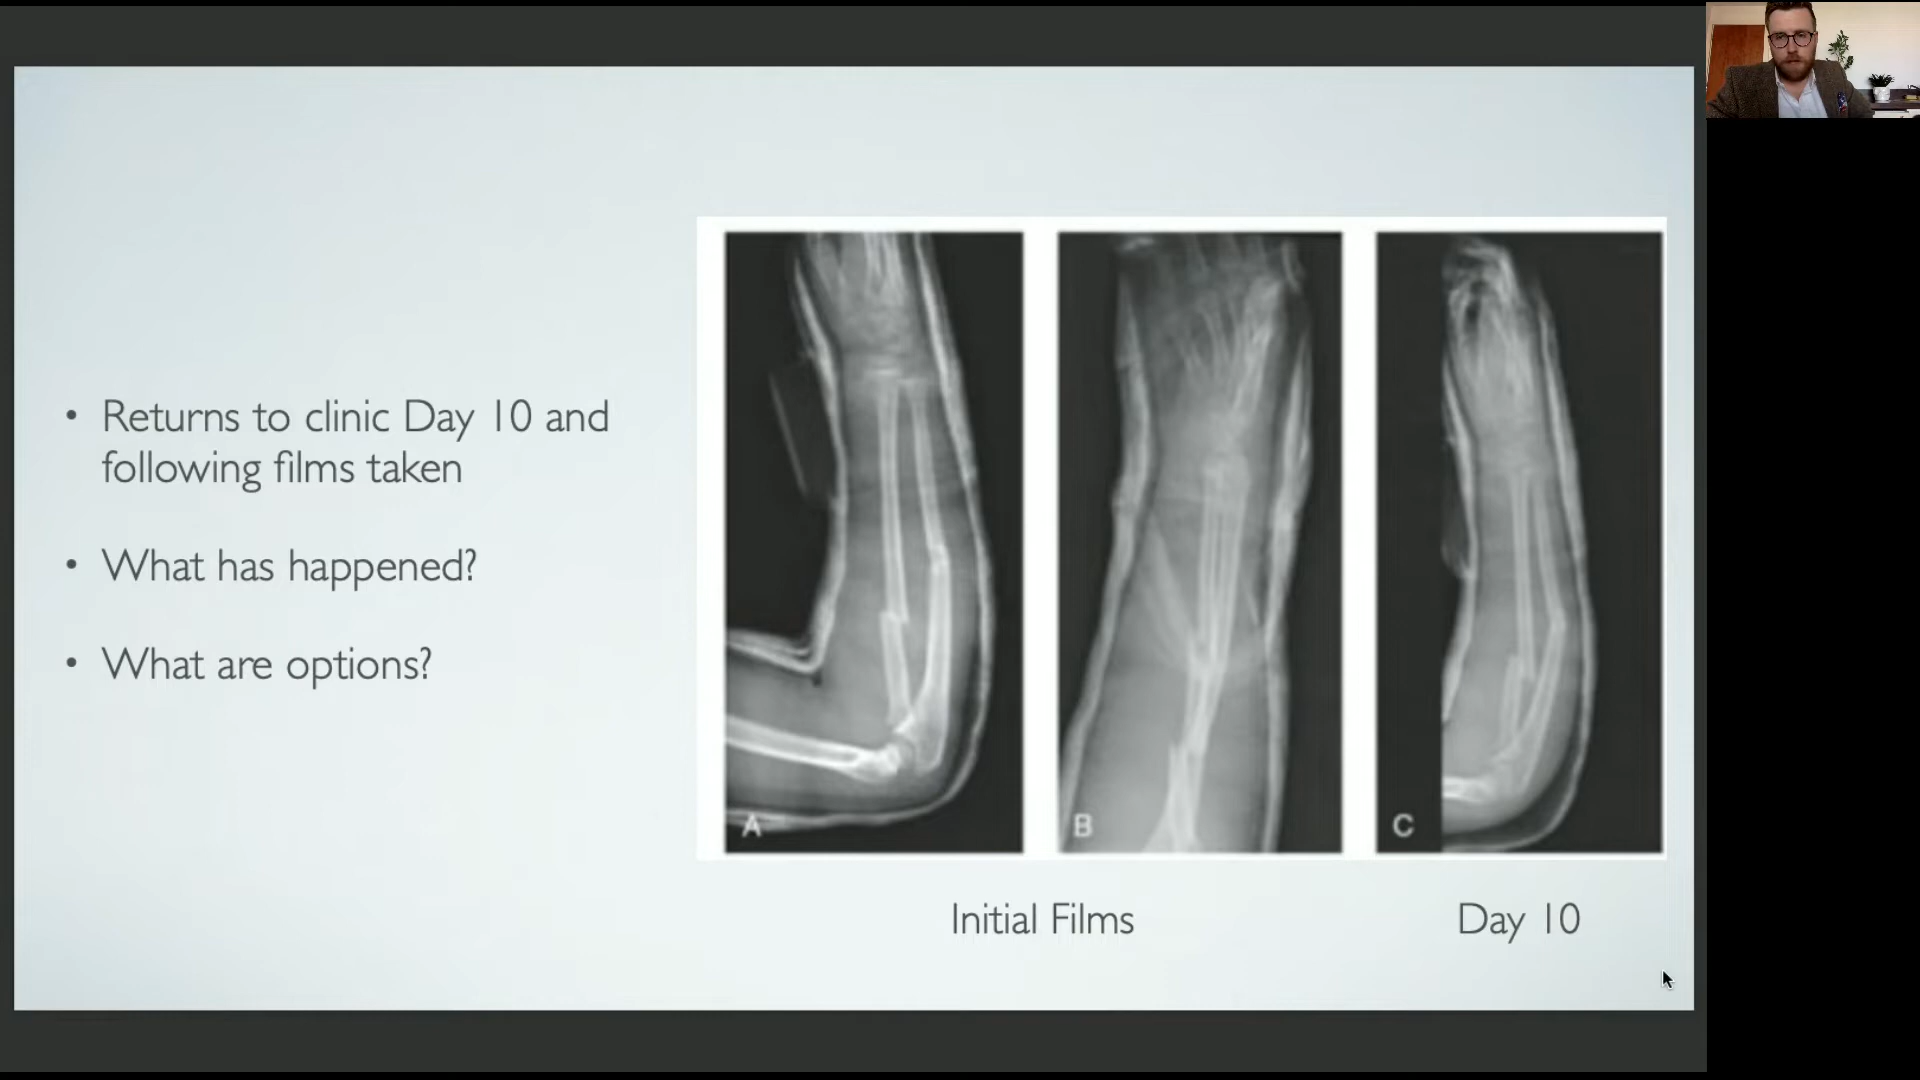 • Returns to clinic Day 10 and
following films taken
• What has happened?
• What are options?
A
B
C
Initial Films
Day 10